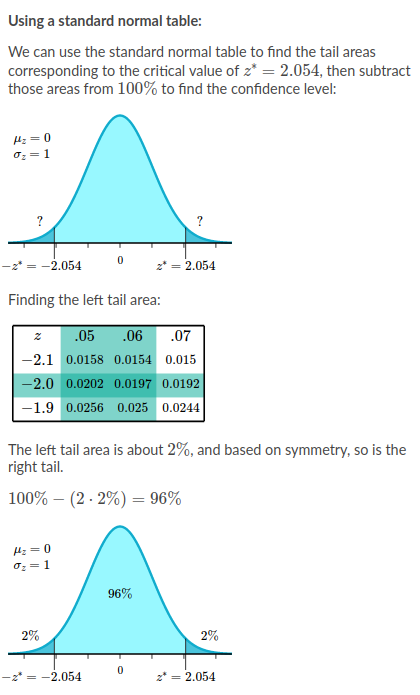 Using a standard normal table:
We can use the standard normal table to find the tail areas
corresponding to the critical value of z* = 2.054, then subtract
those areas from 100% to find the confidence level:
μz = 0
σz = 1
? ?
−z* = −2.054 0 z* = 2.054
Finding the left tail area:
z .05 .06 .07
−2.1 0.0158 0.0154 0.015
−2.0 0.0202 0.0197 0.0192
−1.9 0.0256 0.025 0.0244
The left tail area is about 2%, and based on symmetry, so is the
right tail.
100% − (2 · 2%) = 96%
μz = 0
σz = 1
96%
2% 2%
−z* = −2.054 0 z* = 2.054